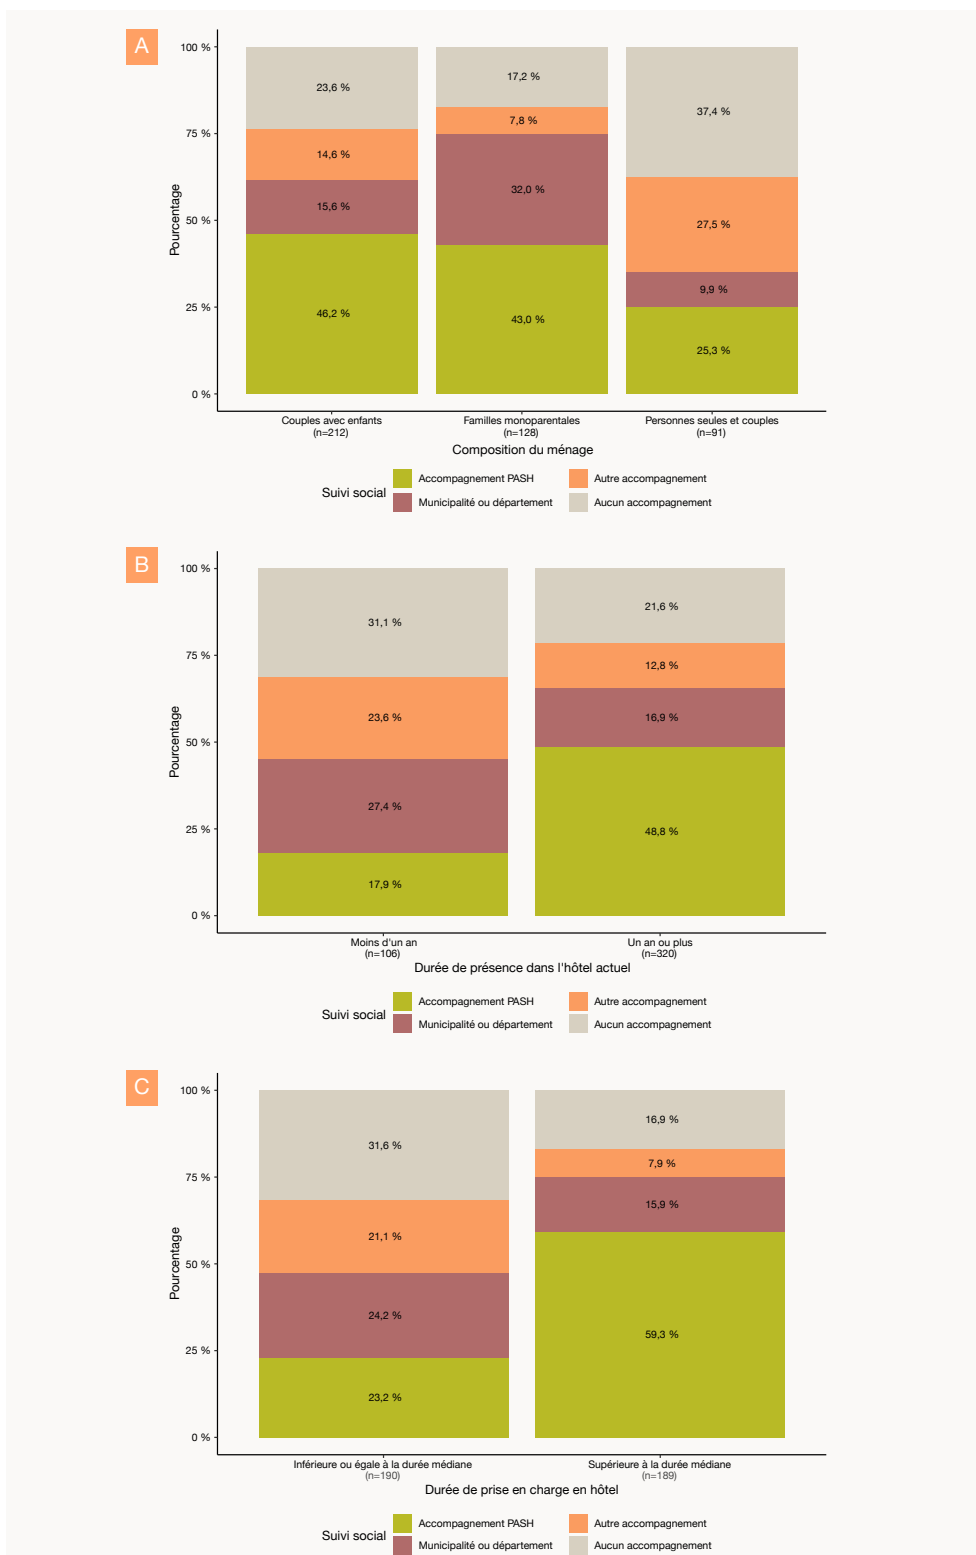 A
100 %
75 %
50 %
25 %
0 %
Pourcentage
23,6 %
14,6 %
15,6 %
46,2 %
17,2 %
7,8 %
32,0 %
43,0 %
37,4 %
27,5 %
9,9 %
25,3 %
Couples avec enfants
(n=212)
Familles monoparentales
(n=128)
Personnes seules et couples
(n=91)
Composition du ménage
Suivi social
Accompagnement PASH
Municipalité ou département
Autre accompagnement
Aucun accompagnement
B
100 %
75 %
50 %
25 %
0 %
Pourcentage
31,1 %
23,6 %
27,4 %
17,9 %
21,6 %
12,8 %
16,9 %
48,8 %
Moins d'un an
(n=106)
Un an ou plus
(n=320)
Durée de présence dans l'hôtel actuel
Suivi social
Accompagnement PASH
Municipalité ou département
Autre accompagnement
Aucun accompagnement
C
100 %
75 %
50 %
25 %
0 %
Pourcentage
31,6 %
21,1 %
24,2 %
23,2 %
16,9 %
7,9 %
15,9 %
59,3 %
Inférieure ou égale à la durée médiane
(n=190)
Supérieure à la durée médiane
(n=189)
Durée de prise en charge en hôtel
Suivi social
Accompagnement PASH
Municipalité ou département
Autre accompagnement
Aucun accompagnement